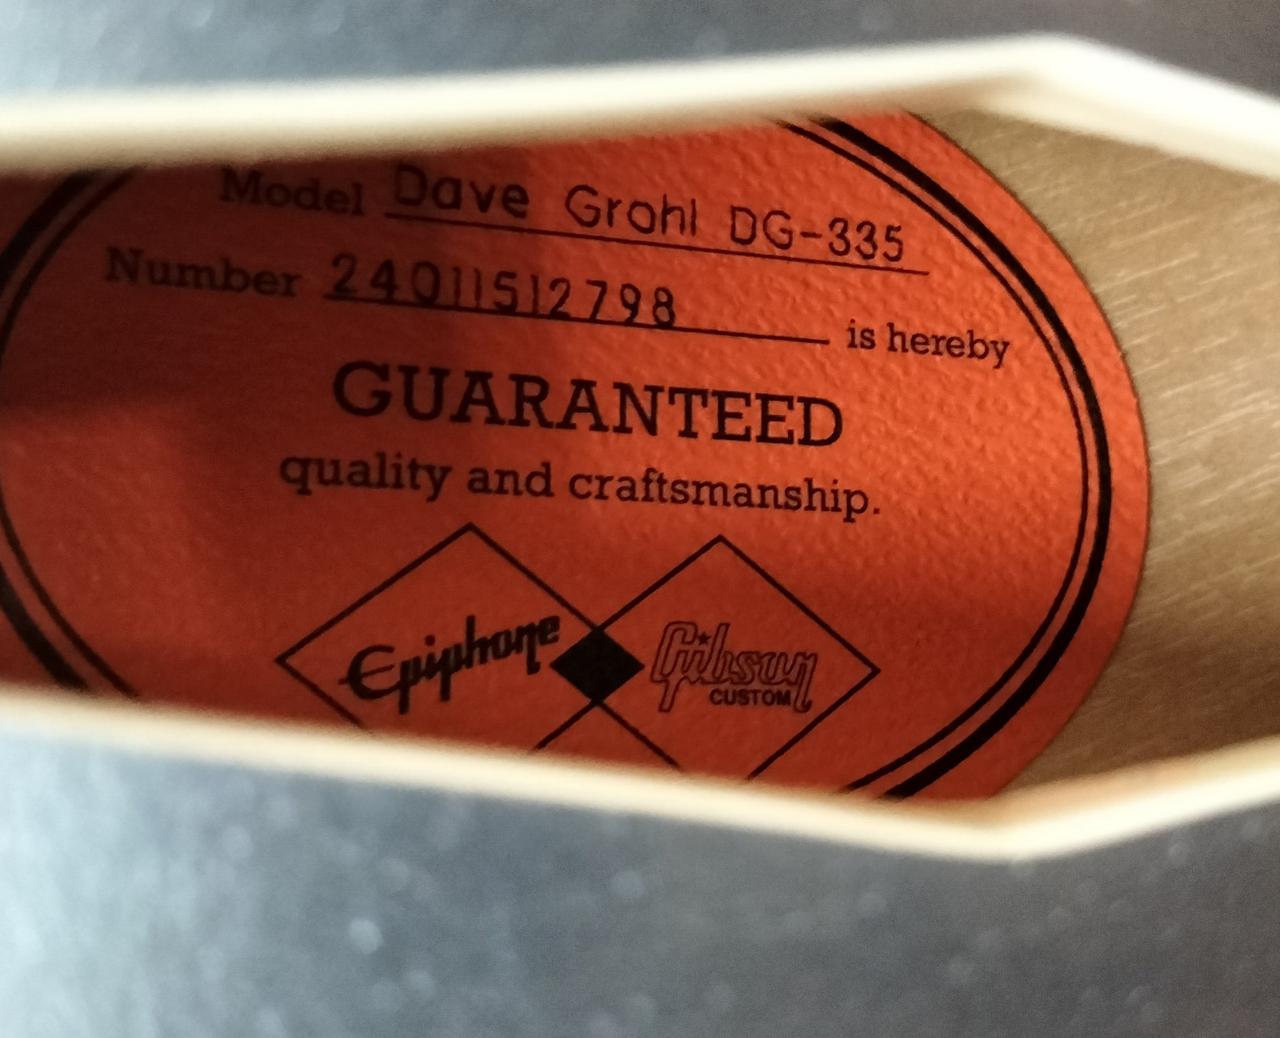 Model Dave Grohl DG-335
Number 24011512798 is hereby
GUARANTEED
quality and craftsmanship.
Epiphone Gibson
CUSTOM